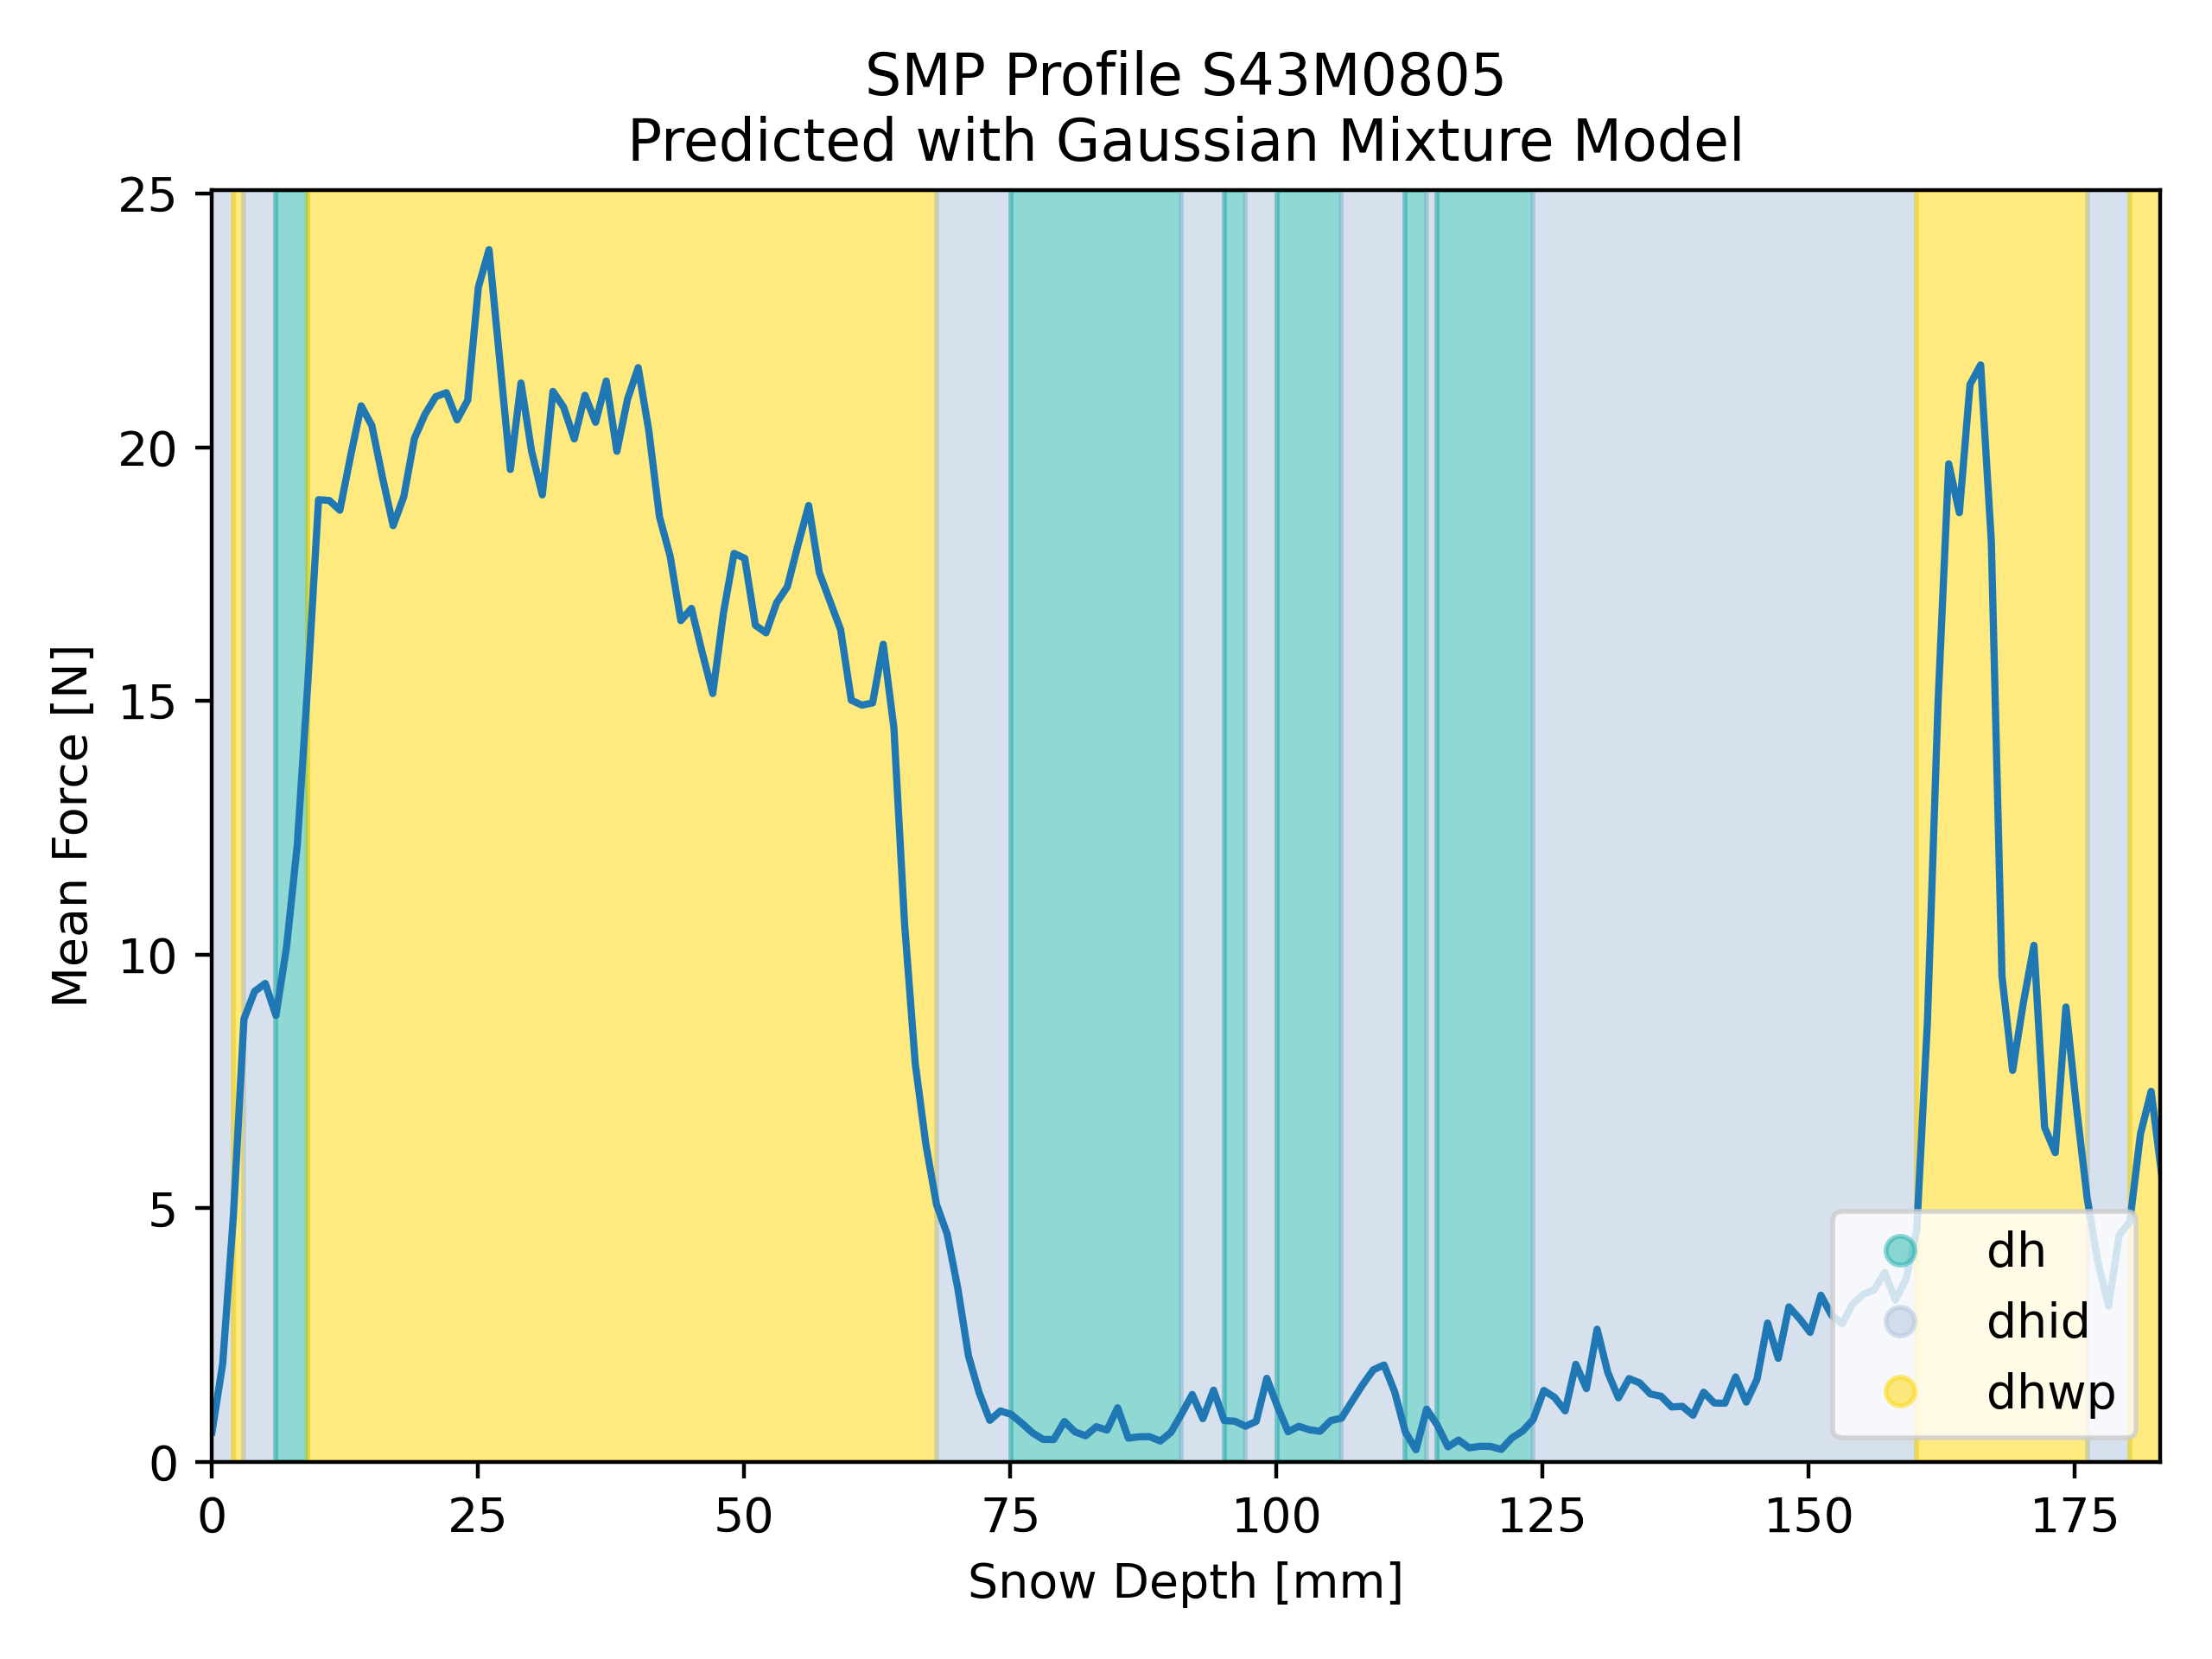 SMP Profile S43M0805
Predicted with Gaussian Mixture Model
25
20
15
10
5
0
Mean Force [N]
dh
dhid
dhwp
0 25 50 75 100 125 150 175
Snow Depth [mm]